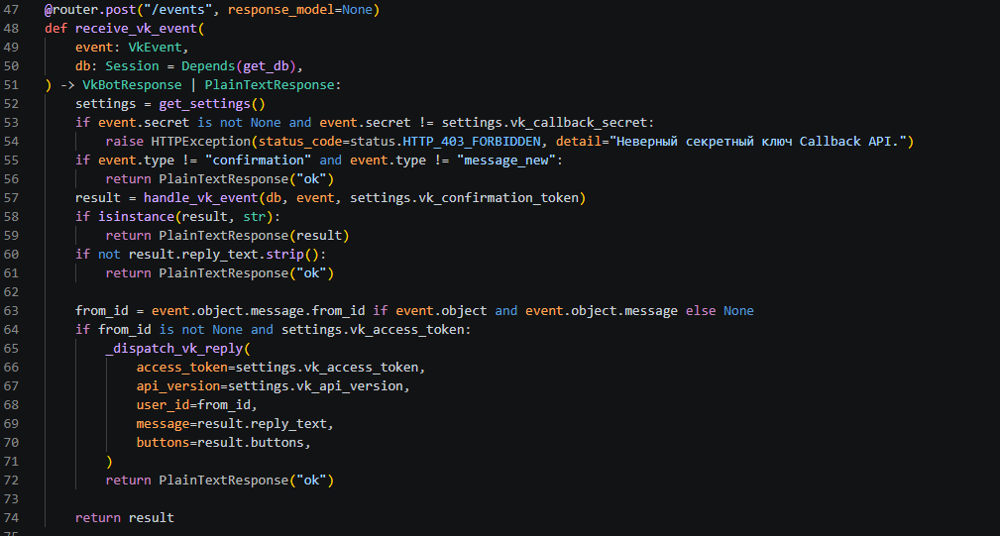 47 @router.post("/events", response_model=None)
48 def receive_vk_event(
49     event: VkEvent,
50     db: Session = Depends(get_db),
51 ) -> VkBotResponse | PlainTextResponse:
52     settings = get_settings()
53     if event.secret is not None and event.secret != settings.vk_callback_secret:
54         raise HTTPException(status_code=status.HTTP_403_FORBIDDEN, detail="Неверный секретный ключ Callback API.")
55     if event.type != "confirmation" and event.type != "message_new":
56         return PlainTextResponse("ok")
57     result = handle_vk_event(db, event, settings.vk_confirmation_token)
58     if isinstance(result, str):
59         return PlainTextResponse(result)
60     if not result.reply_text.strip():
61         return PlainTextResponse("ok")
62
63     from_id = event.object.message.from_id if event.object and event.object.message else None
64     if from_id is not None and settings.vk_access_token:
65         _dispatch_vk_reply(
66             access_token=settings.vk_access_token,
67             api_version=settings.vk_api_version,
68             user_id=from_id,
69             message=result.reply_text,
70             buttons=result.buttons,
71         )
72         return PlainTextResponse("ok")
73
74     return result